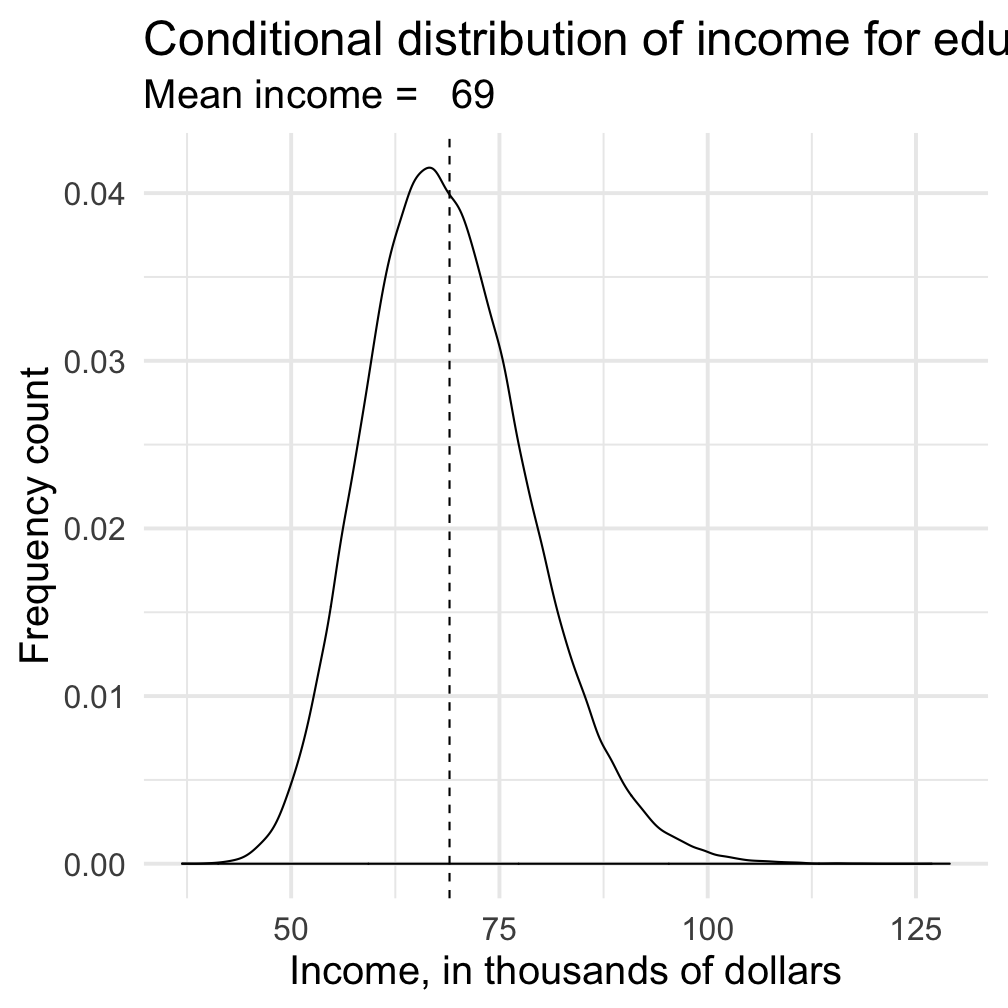 Conditional distribution of income for edu
Mean income =   69
0.04
0.03
0.02
0.01
0.00
Frequency count
50 75 100 125
Income, in thousands of dollars